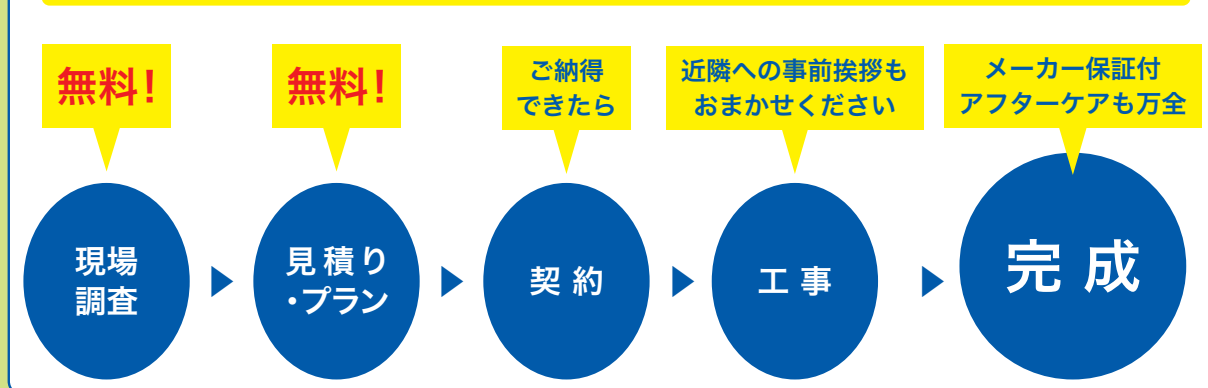 無料！
無料！
ご納得
できたら
近隣への事前挨拶も
おまかせください
メーカー保証付
アフターケアも万全
現場
調査
見積り
・プラン
契約
工事
完成